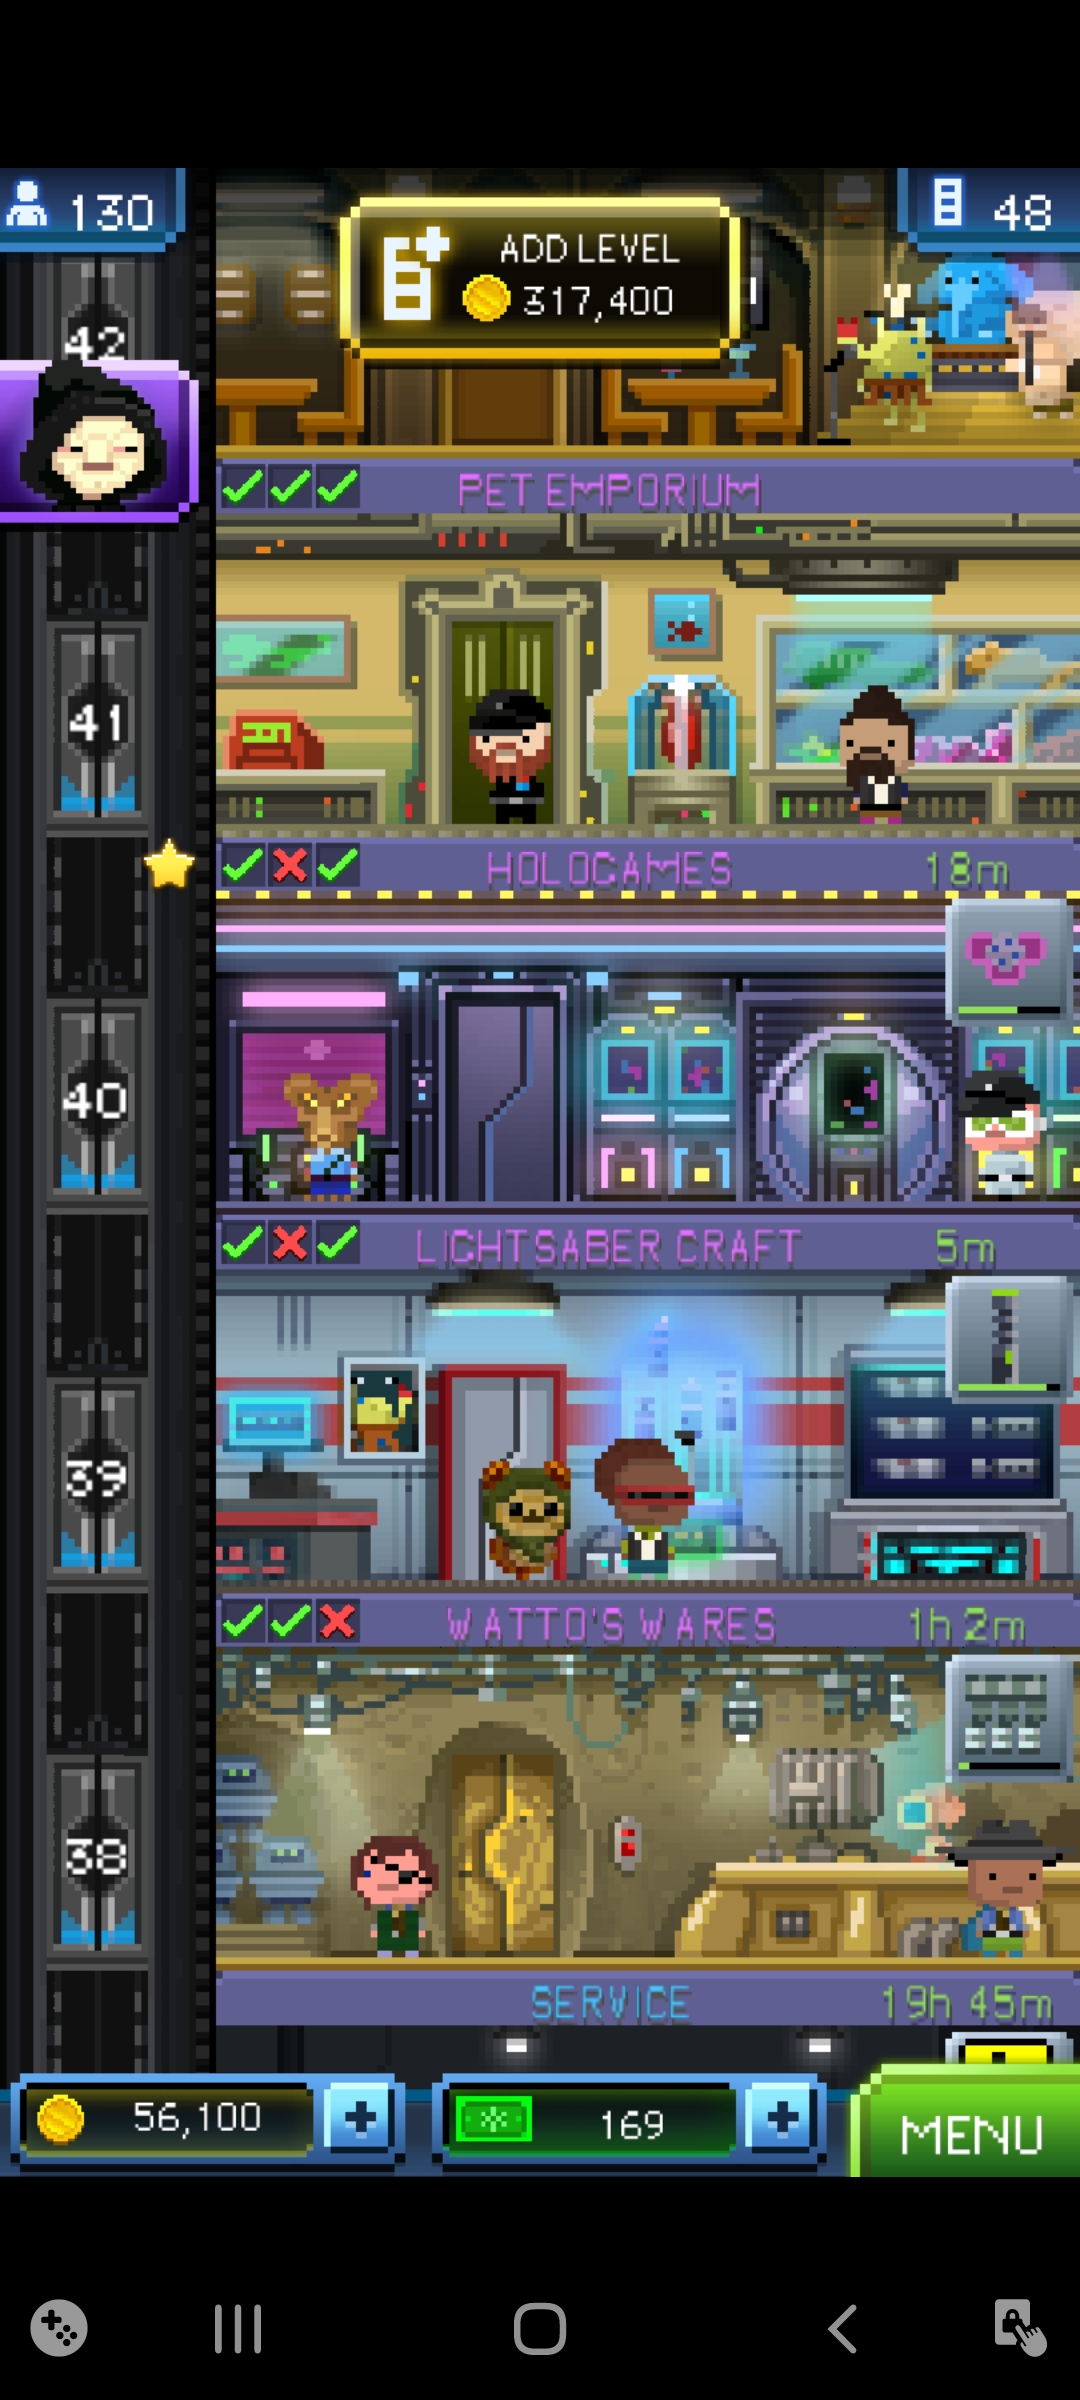 130
ADD LEVEL
317,400
48
42
PET EMPORIUM
41
HOLOGAMES 18m
40
LIGHTSABER CRAFT 5m
39
WATTO'S WARES 1h 2m
38
SERVICE 19h 45m
56,100
169
MENU